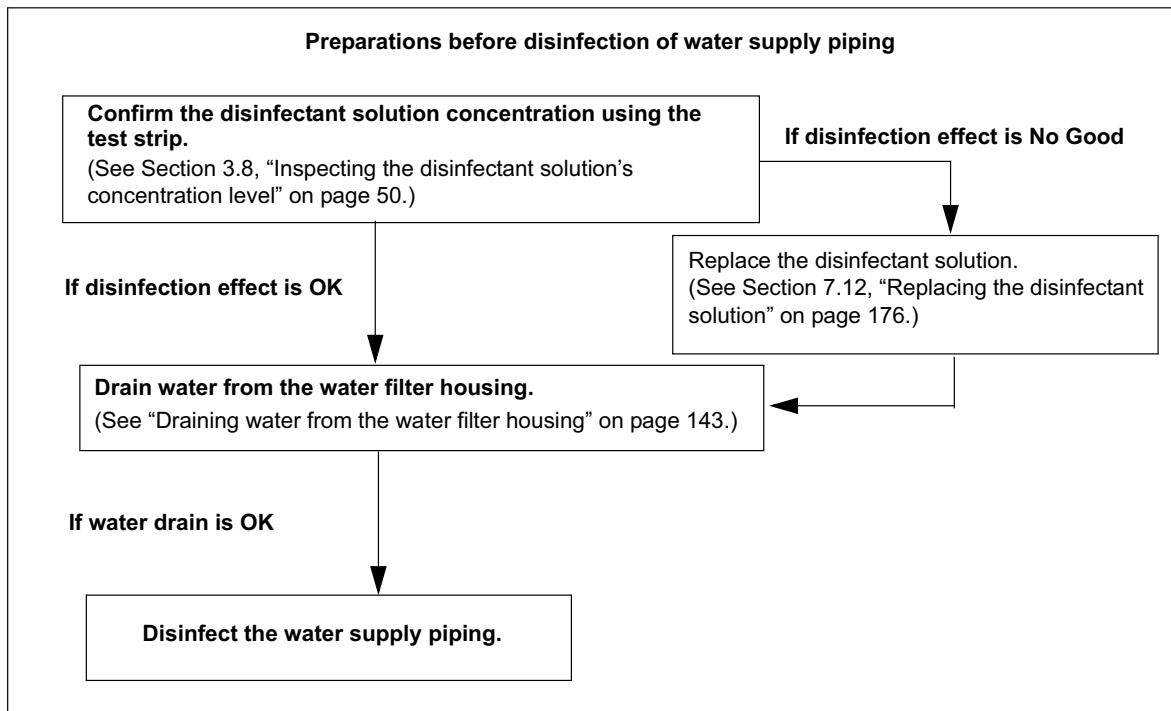 Preparations before disinfection of water supply piping
Confirm the disinfectant solution concentration using the
test strip.
(See Section 3.8, “Inspecting the disinfectant solution’s
concentration level” on page 50.)
If disinfection effect is No Good
Replace the disinfectant solution.
(See Section 7.12, “Replacing the disinfectant
solution” on page 176.)
If disinfection effect is OK
Drain water from the water filter housing.
(See “Draining water from the water filter housing” on page 143.)
If water drain is OK
Disinfect the water supply piping.